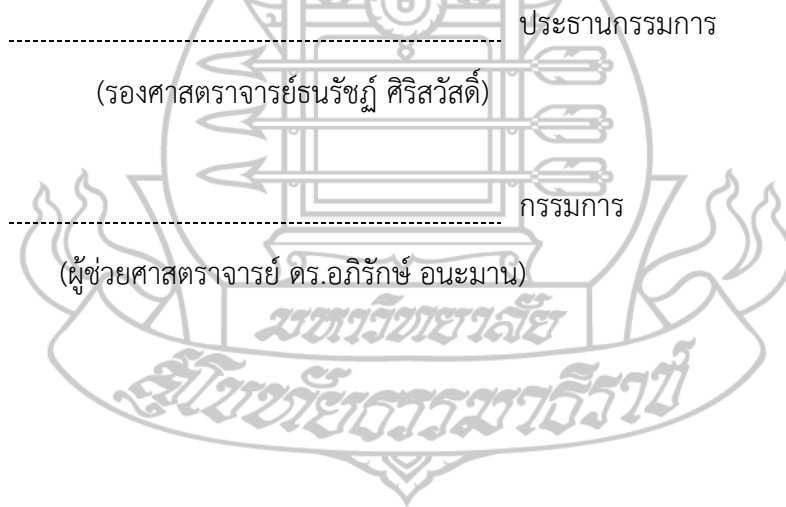 ประธานกรรมการ
(รองศาสตราจารย์ธนรัชฏ์ ศิริสวัสดิ์)
กรรมการ
(ผู้ช่วยศาสตราจารย์ ดร.อภิรักษ์ อนะมาน)
มหาวิทยาลัย
สุโขทัยธรรมาธิราช